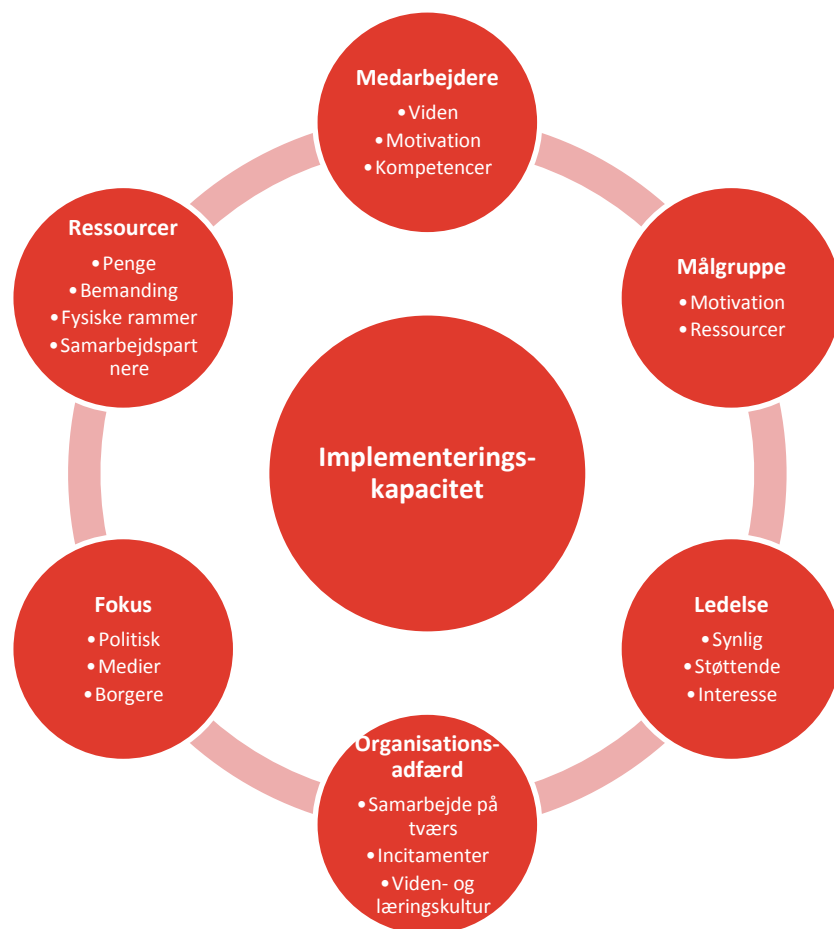 Medarbejdere
•Viden
•Motivation
•Kompetencer
Målgruppe
•Motivation
•Ressourcer
Ledelse
•Synlig
•Støttende
•Interesse
Organisations-
adfærd
•Samarbejde på
tværs
•Incitamenter
•Viden- og
læringskultur
Fokus
•Politisk
•Medier
•Borgere
Ressourcer
•Penge
•Bemanding
•Fysiske rammer
•Samarbejdspart
nere
Implementerings-
kapacitet